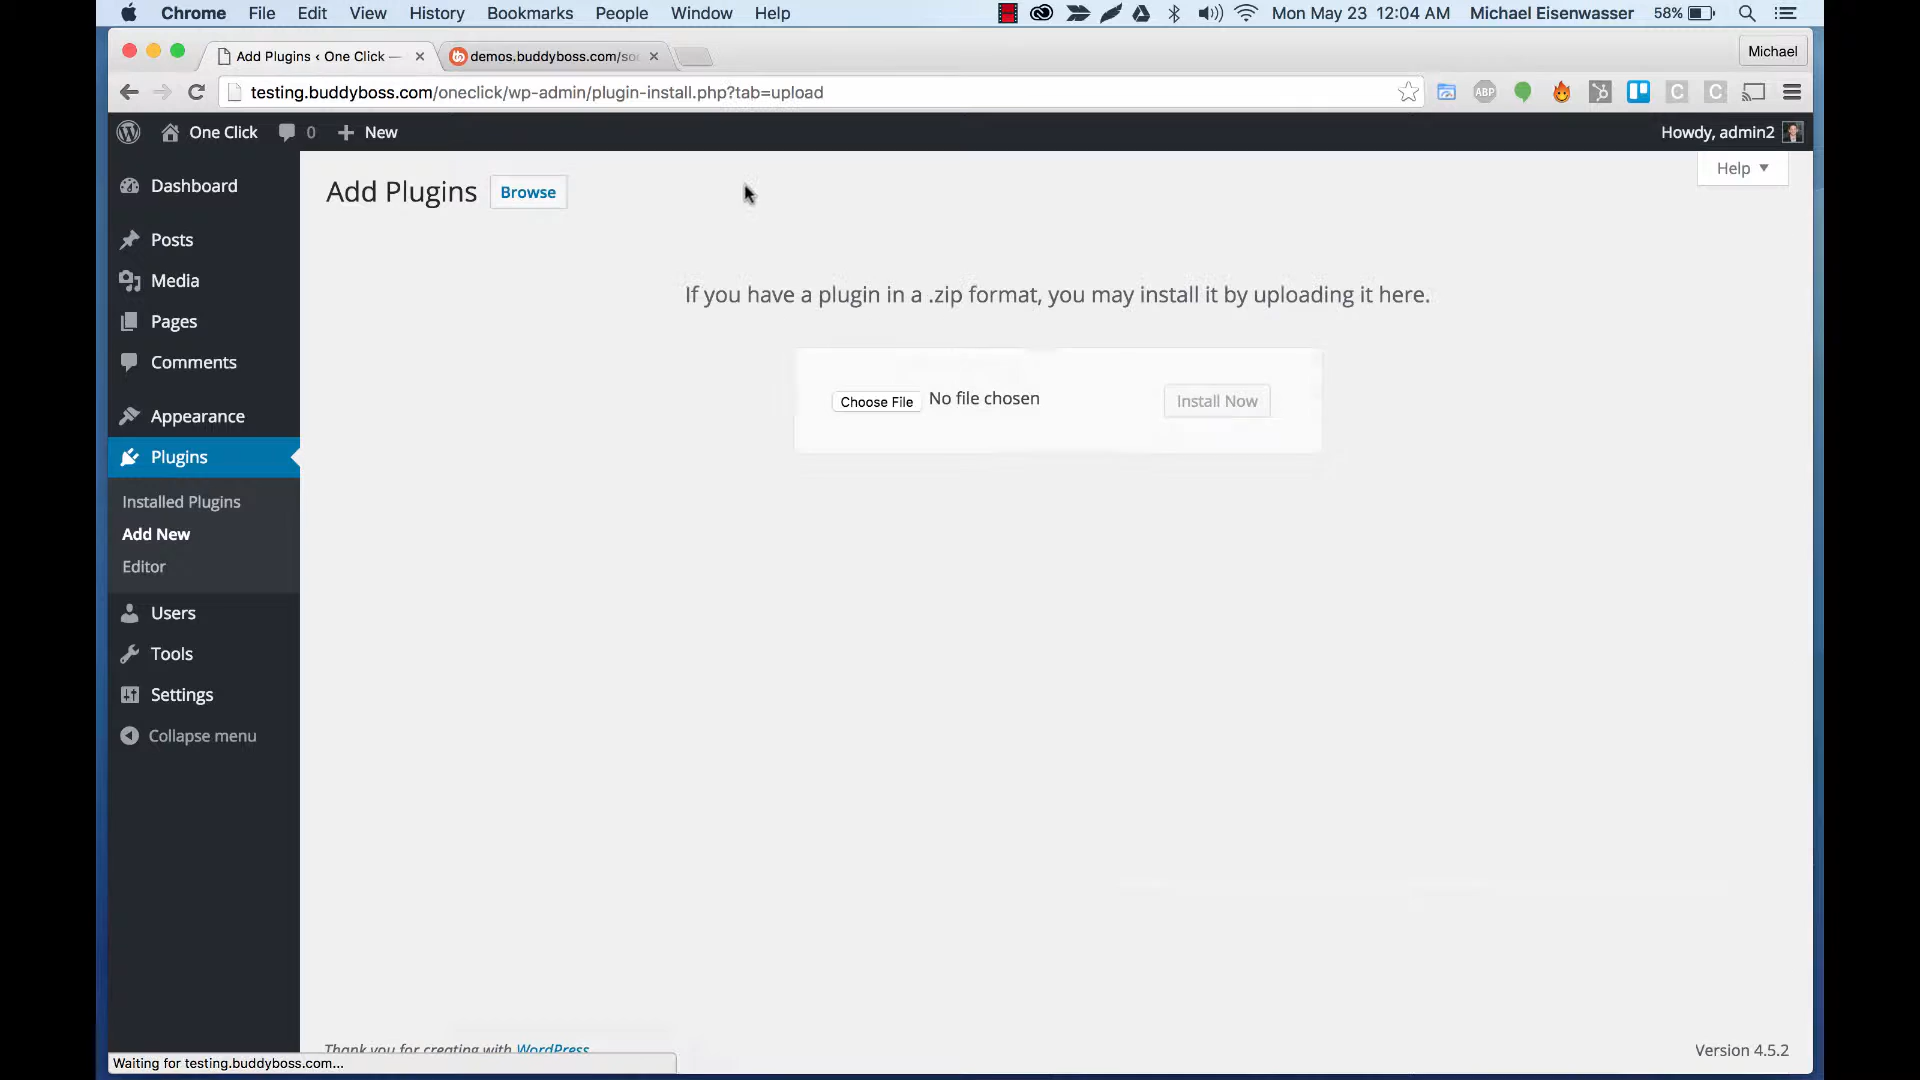 Chrome File Edit View History Bookmarks People Window Help Mon May 23 12:04 AM Michael Eisenwasser 58%
Add Plugins ‹ One Click — demos.buddyboss.com/so Michael
testing.buddyboss.com/oneclick/wp-admin/plugin-install.php?tab=upload ABP C C
One Click 0 New Howdy, admin2
Help
Add Plugins Browse
Dashboard
Posts
Media
Pages
Comments
Appearance
Plugins
Installed Plugins
Add New
Editor
Users
Tools
Settings
Collapse menu
If you have a plugin in a .zip format, you may install it by uploading it here.
Choose File No file chosen Install Now
Thank you for creating with WordPress
Version 4.5.2
Waiting for testing.buddyboss.com...